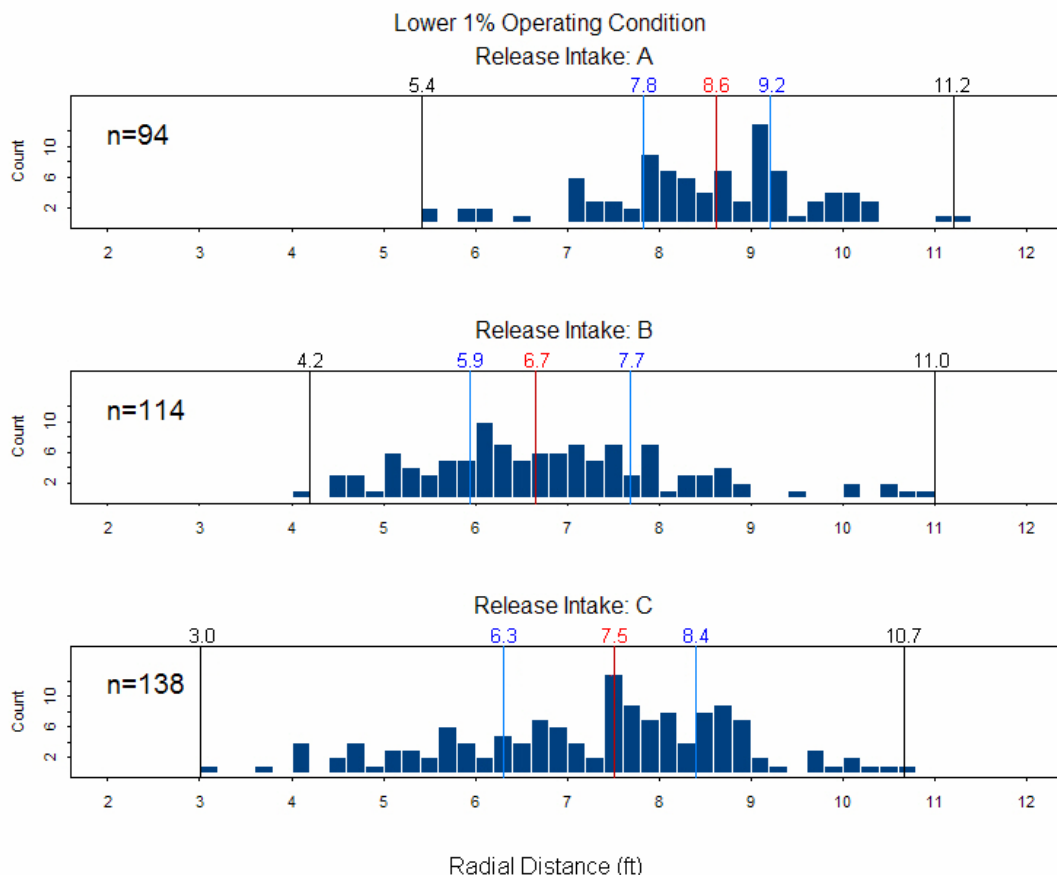 Lower 1% Operating Condition
Release Intake: A
5.4 7.8 8.6 9.2 11.2
n=94
Count
2 6 10
2 3 4 5 6 7 8 9 10 11 12
Release Intake: B
4.2 5.9 6.7 7.7 11.0
n=114
Count
2 6 10
2 3 4 5 6 7 8 9 10 11 12
Release Intake: C
3.0 6.3 7.5 8.4 10.7
n=138
Count
2 6 10
2 3 4 5 6 7 8 9 10 11 12
Radial Distance (ft)